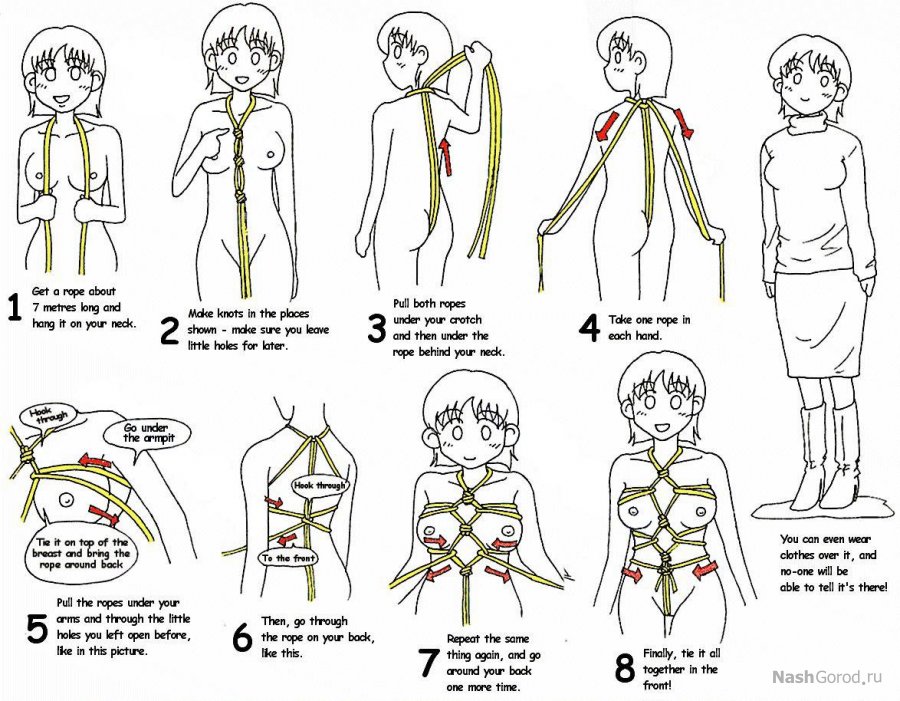 1
Get a rope about
7 metres long and
hang it on your neck.
2
Make knots in the places
shown - make sure you leave
little holes for later.
3
Pull both ropes
under your crotch
and then under the
rope behind your neck.
4
Take one rope in
each hand.
Hook
through
Go under
the armpit
Tie it on top of the
breast and bring the
rope around back
5
Pull the ropes under your
arms and through the little
holes you left open before,
like in this picture.
Hook through
To the front
6
Then, go through
the rope on your back,
like this.
7
Repeat the same
thing again, and go
around your back
one more time.
8
Finally, tie it all
together in the
front!
You can even wear
clothes over it, and
no-one will be
able to tell it's there!
NashGorod.ru